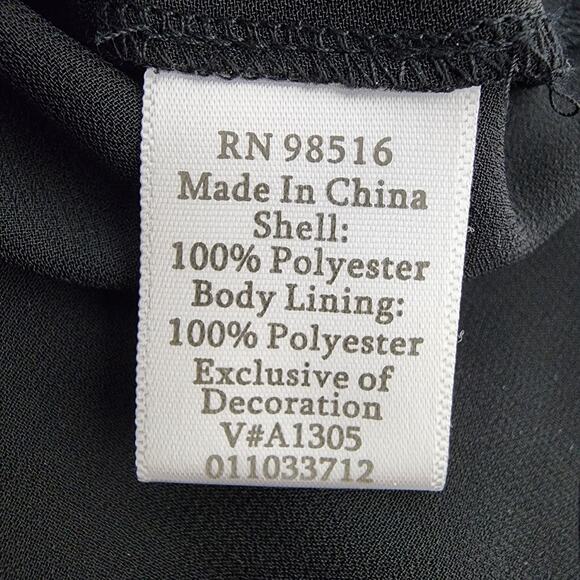 RN 98516
Made In China
Shell:
100% Polyester
Body Lining:
100% Polyester
Exclusive of
Decoration
V#A1305
011033712